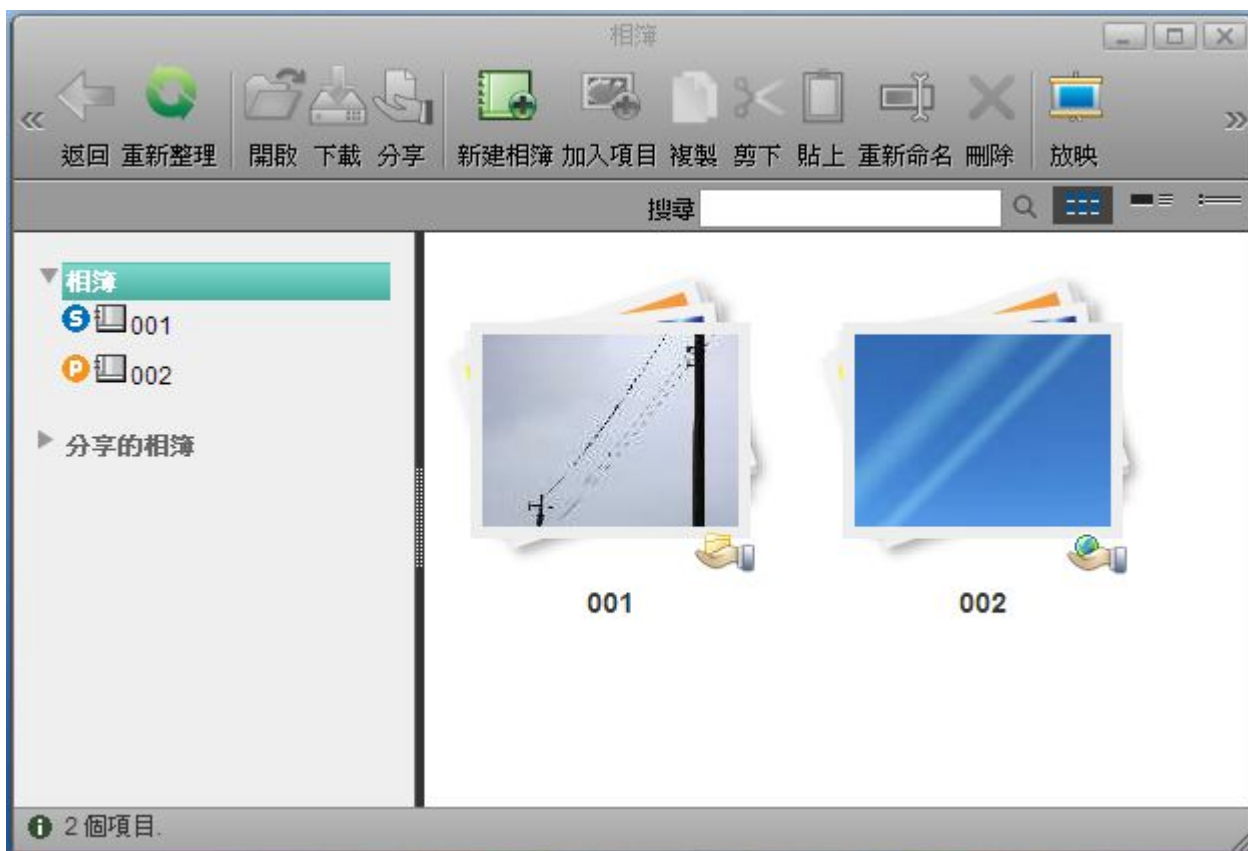 相簿
返回 重新整理 開啟 下載 分享 新建相簿 加入項目 複製 剪下 貼上 重新命名 刪除 放映
搜尋
相簿
S 001
P 002
分享的相簿
001 002
2 個項目.